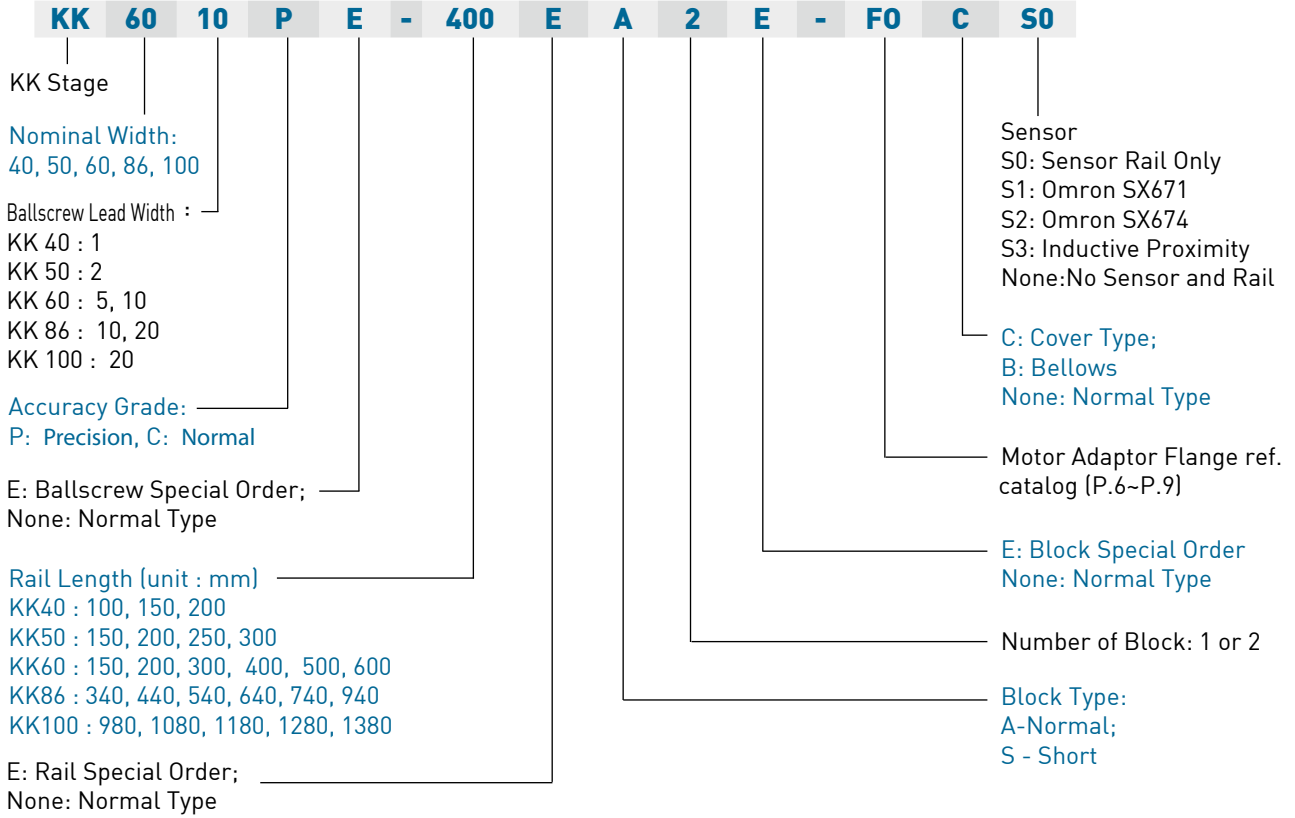 KK 60 10 P E - 400 E A 2 E - F0 C S0
KK Stage
Nominal Width:
40, 50, 60, 86, 100
Ballscrew Lead Width :
KK 40 : 1
KK 50 : 2
KK 60 : 5, 10
KK 86 : 10, 20
KK 100 : 20
Accuracy Grade:
P: Precision, C: Normal
E: Ballscrew Special Order;
None: Normal Type
Rail Length (unit : mm)
KK40 : 100, 150, 200
KK50 : 150, 200, 250, 300
KK60 : 150, 200, 300, 400, 500, 600
KK86 : 340, 440, 540, 640, 740, 940
KK100 : 980, 1080, 1180, 1280, 1380
E: Rail Special Order;
None: Normal Type
Sensor
S0: Sensor Rail Only
S1: Omron SX671
S2: Omron SX674
S3: Inductive Proximity
None:No Sensor and Rail
C: Cover Type;
B: Bellows
None: Normal Type
Motor Adaptor Flange ref.
catalog (P.6~P.9)
E: Block Special Order
None: Normal Type
Number of Block: 1 or 2
Block Type:
A-Normal;
S - Short